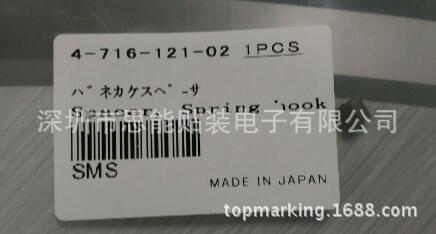 4-716-121-02 1PCS
バネカケスペ-サ
Spacer, Spring hook
深圳市思能贴装电子有限公司
SMS
MADE IN JAPAN
topmarking.1688.com